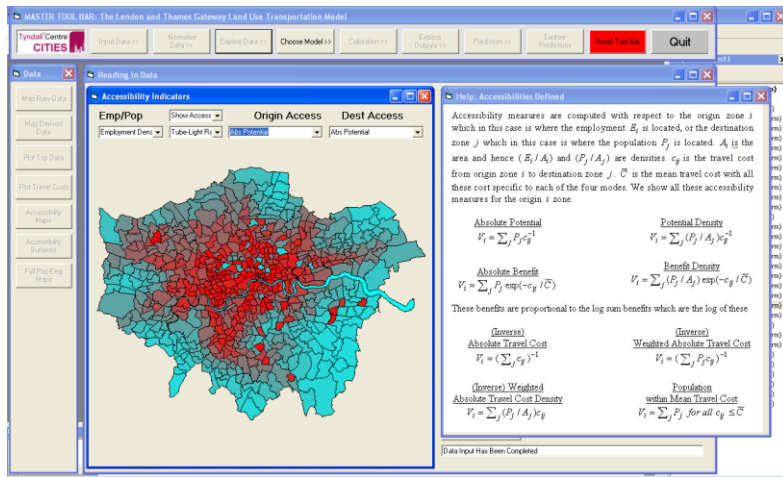 MASTER TOOL BAR: The London and Thames Gateway Land Use Transportation Model
Tyndall°Centre
CITIES
Input Data >>
Normalise Data >>
Explore Data >>
Choose Model >>
Calibration >>
Explore Outputs >>
Prediction >>
Explore Predictions
Reset Tool Bar
Quit
Data
Map Raw Data
Map Derived Data
Plot Trip Data
Plot Travel Costs
Accessibility Maps
Accessibility Surfaces
Full Pop-Emp Maps
Reading in Data
Accessibility Indicators
Emp/Pop
Show Access
Origin Access
Dest Access
Employment Dens
Tube-Light Ra
Abs Potential
Abs Potential
Help: Accessibilities Defined
Accessibility measures are computed with respect to the origin zone i
which in this case is where the employment E_i is located, or the destination
zone j which in this case where the population P_j is located. A_i is the
area and hence (E_i / A_i) and (P_j / A_j) are densities. c_ij is the travel cost
from origin zone i to destination zone j. C̅ is the mean travel cost with all
these cost specific to each of the four modes. We show all these accessibility
measures for the origin i zone.
Absolute Potential
V_i = ∑_j P_j c_ij^-1
Potential Density
V_i = ∑_j (P_j / A_j) c_ij^-1
Absolute Benefit
V_i = ∑_j P_j exp(-c_ij / C̅)
Benefit Density
V_i = ∑_j (P_j / A_j) exp(-c_ij / C̅)
These benefits are proportional to the log sum benefits which are the log of these
(Inverse)
Absolute Travel Cost
V_i = (∑_j c_ij)^-1
(Inverse)
Weighted Absolute Travel Cost
V_i = (∑_j P_j c_ij)^-1
(Inverse) Weighted
Absolute Travel Cost Density
V_i = ∑_j (P_j / A_j) c_ij
Population
within Mean Travel Cost
V_i = ∑_j P_j for all c_ij ≤ C̅
Data Input Has Been Completed